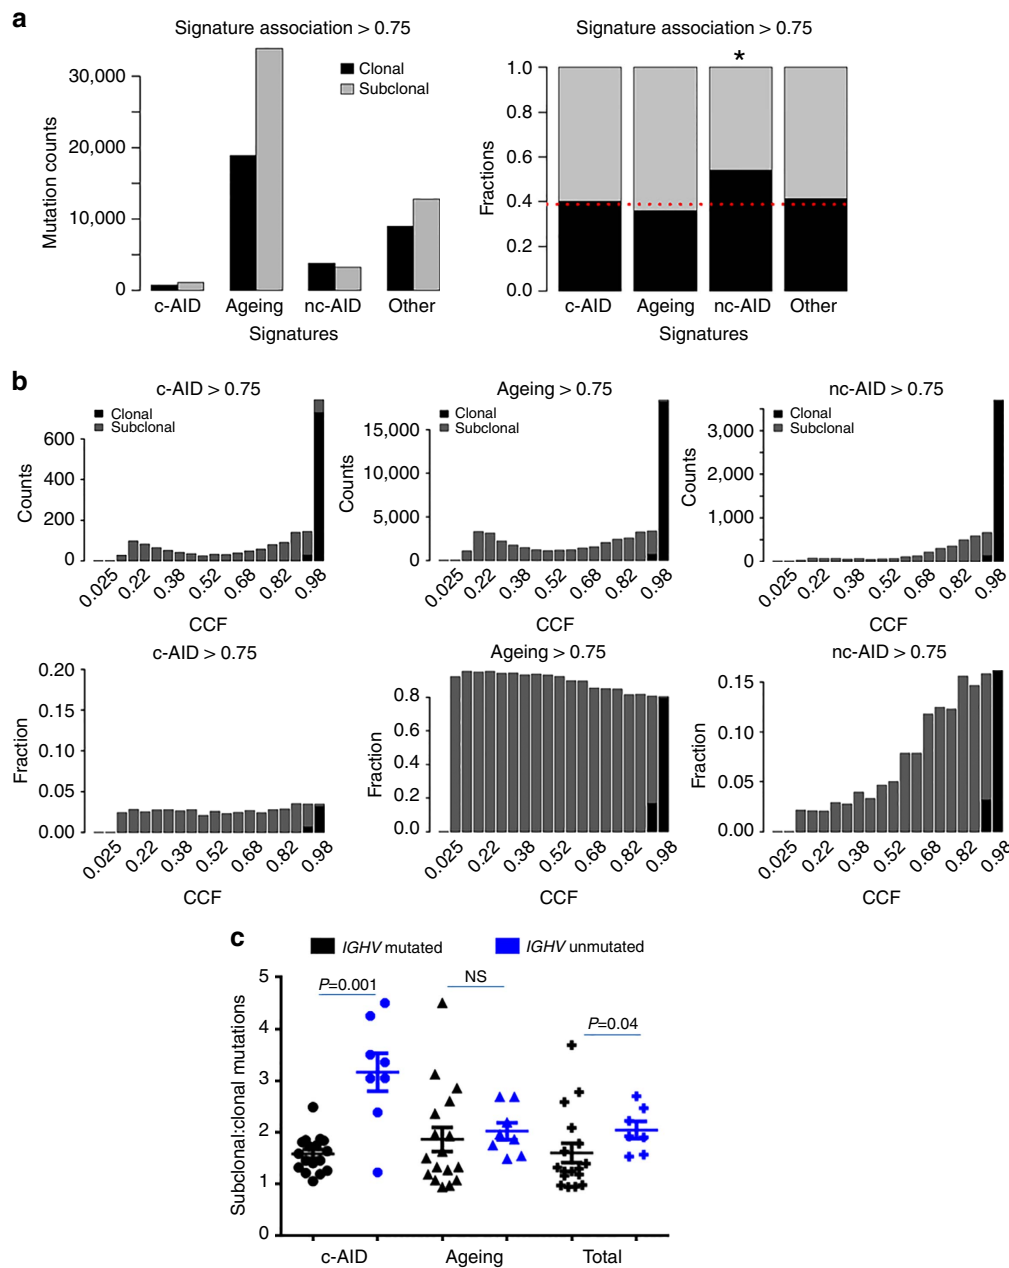 a
Signature association > 0.75
Mutation counts
30,000
20,000
10,000
0
Clonal
Subclonal
c-AID
Ageing
nc-AID
Other
Signatures
Signature association > 0.75
*
Fractions
1.0
0.8
0.6
0.4
0.2
0.0
c-AID
Ageing
nc-AID
Other
Signatures
b
c-AID > 0.75
Clonal
Subclonal
Counts
600
400
200
0
0.025
0.22
0.38
0.52
0.68
0.82
0.98
CCF
Ageing > 0.75
Clonal
Subclonal
Counts
15,000
10,000
5,000
0
0.025
0.22
0.38
0.52
0.68
0.82
0.98
CCF
nc-AID > 0.75
Clonal
Subclonal
Counts
3,000
2,000
1,000
0
0.025
0.22
0.38
0.52
0.68
0.82
0.98
CCF
c-AID > 0.75
Fraction
0.20
0.15
0.10
0.05
0.00
0.025
0.22
0.38
0.52
0.68
0.82
0.98
CCF
Ageing > 0.75
Fraction
0.8
0.6
0.4
0.2
0.0
0.025
0.22
0.38
0.52
0.68
0.82
0.98
CCF
nc-AID > 0.75
Fraction
0.15
0.10
0.05
0.00
0.025
0.22
0.38
0.52
0.68
0.82
0.98
CCF
c
IGHV mutated
IGHV unmutated
Subclonal:clonal mutations
5
4
3
2
1
0
P=0.001
NS
P=0.04
c-AID
Ageing
Total